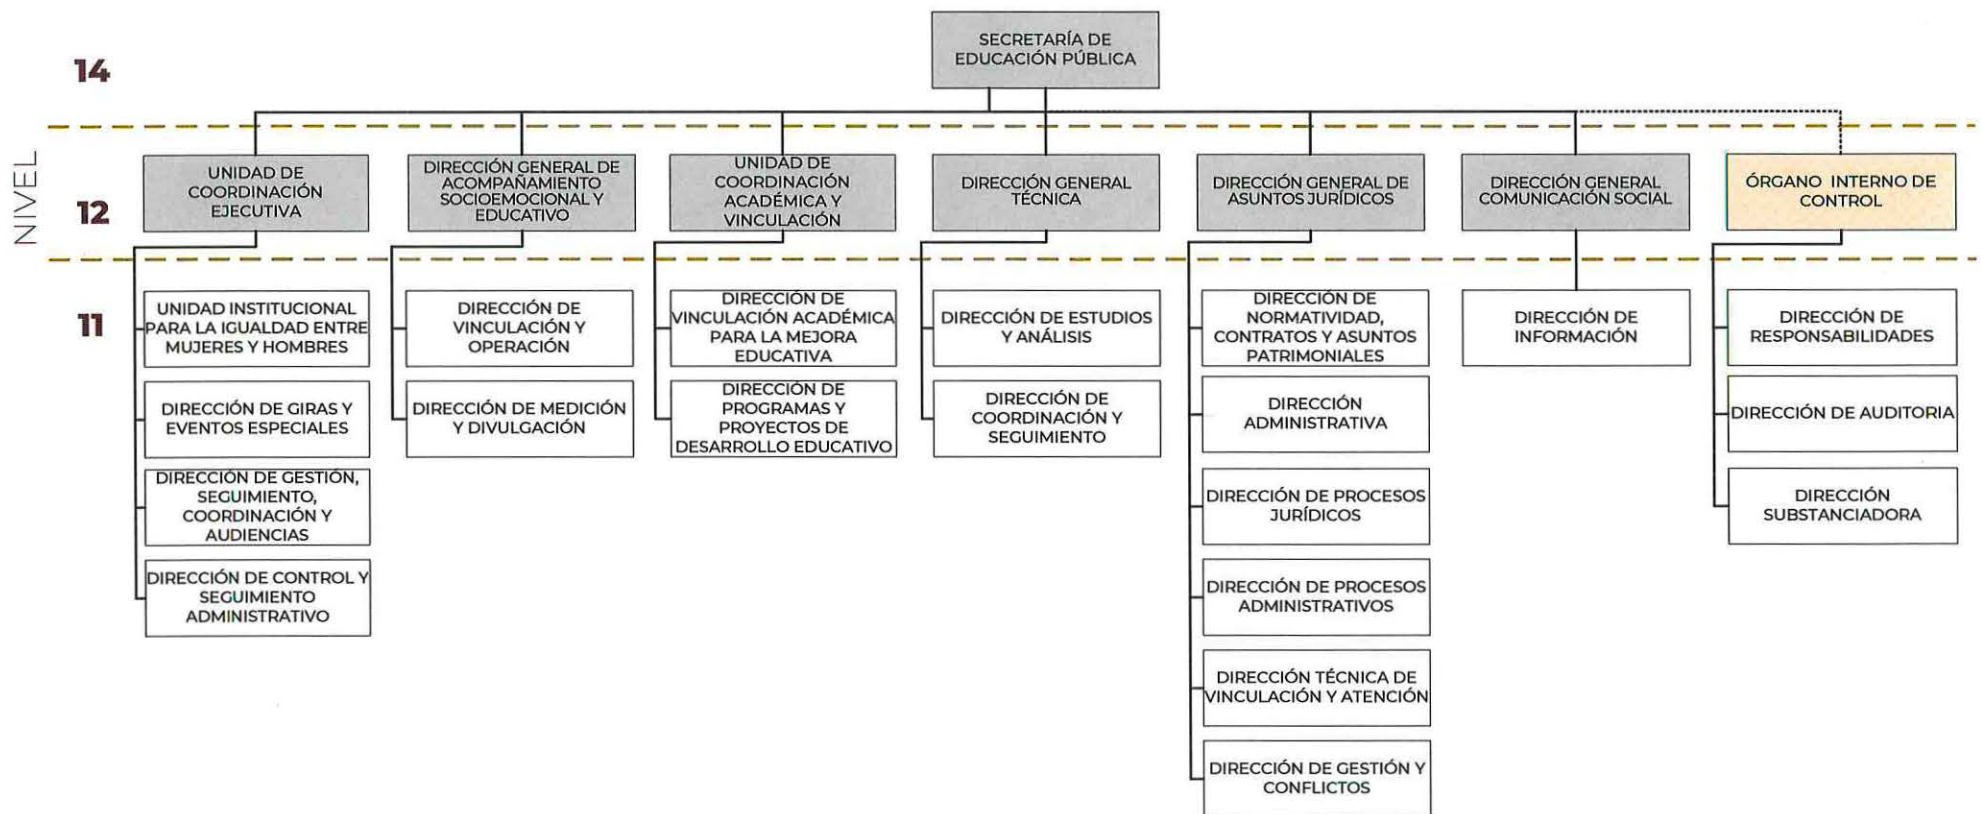 SECRETARÍA DE
EDUCACIÓN PÚBLICA
14
NIVEL
12
UNIDAD DE
COORDINACIÓN
EJECUTIVA
DIRECCIÓN GENERAL DE
ACOMPAÑAMIENTO
SOCIOEMOCIONAL Y
EDUCATIVO
UNIDAD DE
COORDINACIÓN
ACADÉMICA Y
VINCULACIÓN
DIRECCIÓN GENERAL
TÉCNICA
DIRECCIÓN GENERAL DE
ASUNTOS JURÍDICOS
DIRECCIÓN GENERAL
COMUNICACIÓN SOCIAL
ÓRGANO INTERNO DE
CONTROL
11
UNIDAD INSTITUCIONAL
PARA LA IGUALDAD ENTRE
MUJERES Y HOMBRES
DIRECCIÓN DE GIRAS Y
EVENTOS ESPECIALES
DIRECCIÓN DE GESTIÓN,
SEGUIMIENTO,
COORDINACIÓN Y
AUDIENCIAS
DIRECCIÓN DE CONTROL Y
SEGUIMIENTO
ADMINISTRATIVO
DIRECCIÓN DE
VINCULACIÓN Y
OPERACIÓN
DIRECCIÓN DE MEDICIÓN
Y DIVULGACIÓN
DIRECCIÓN DE
VINCULACIÓN ACADÉMICA
PARA LA MEJORA
EDUCATIVA
DIRECCIÓN DE
PROGRAMAS Y
PROYECTOS DE
DESARROLLO EDUCATIVO
DIRECCIÓN DE ESTUDIOS
Y ANÁLISIS
DIRECCIÓN DE
COORDINACIÓN Y
SEGUIMIENTO
DIRECCIÓN DE
NORMATIVIDAD,
CONTRATOS Y ASUNTOS
PATRIMONIALES
DIRECCIÓN
ADMINISTRATIVA
DIRECCIÓN DE PROCESOS
JURÍDICOS
DIRECCIÓN DE PROCESOS
ADMINISTRATIVOS
DIRECCIÓN TÉCNICA DE
VINCULACIÓN Y ATENCIÓN
DIRECCIÓN DE GESTIÓN Y
CONFLICTOS
DIRECCIÓN DE
INFORMACIÓN
DIRECCIÓN DE
RESPONSABILIDADES
DIRECCIÓN DE AUDITORIA
DIRECCIÓN
SUBSTANCIADORA